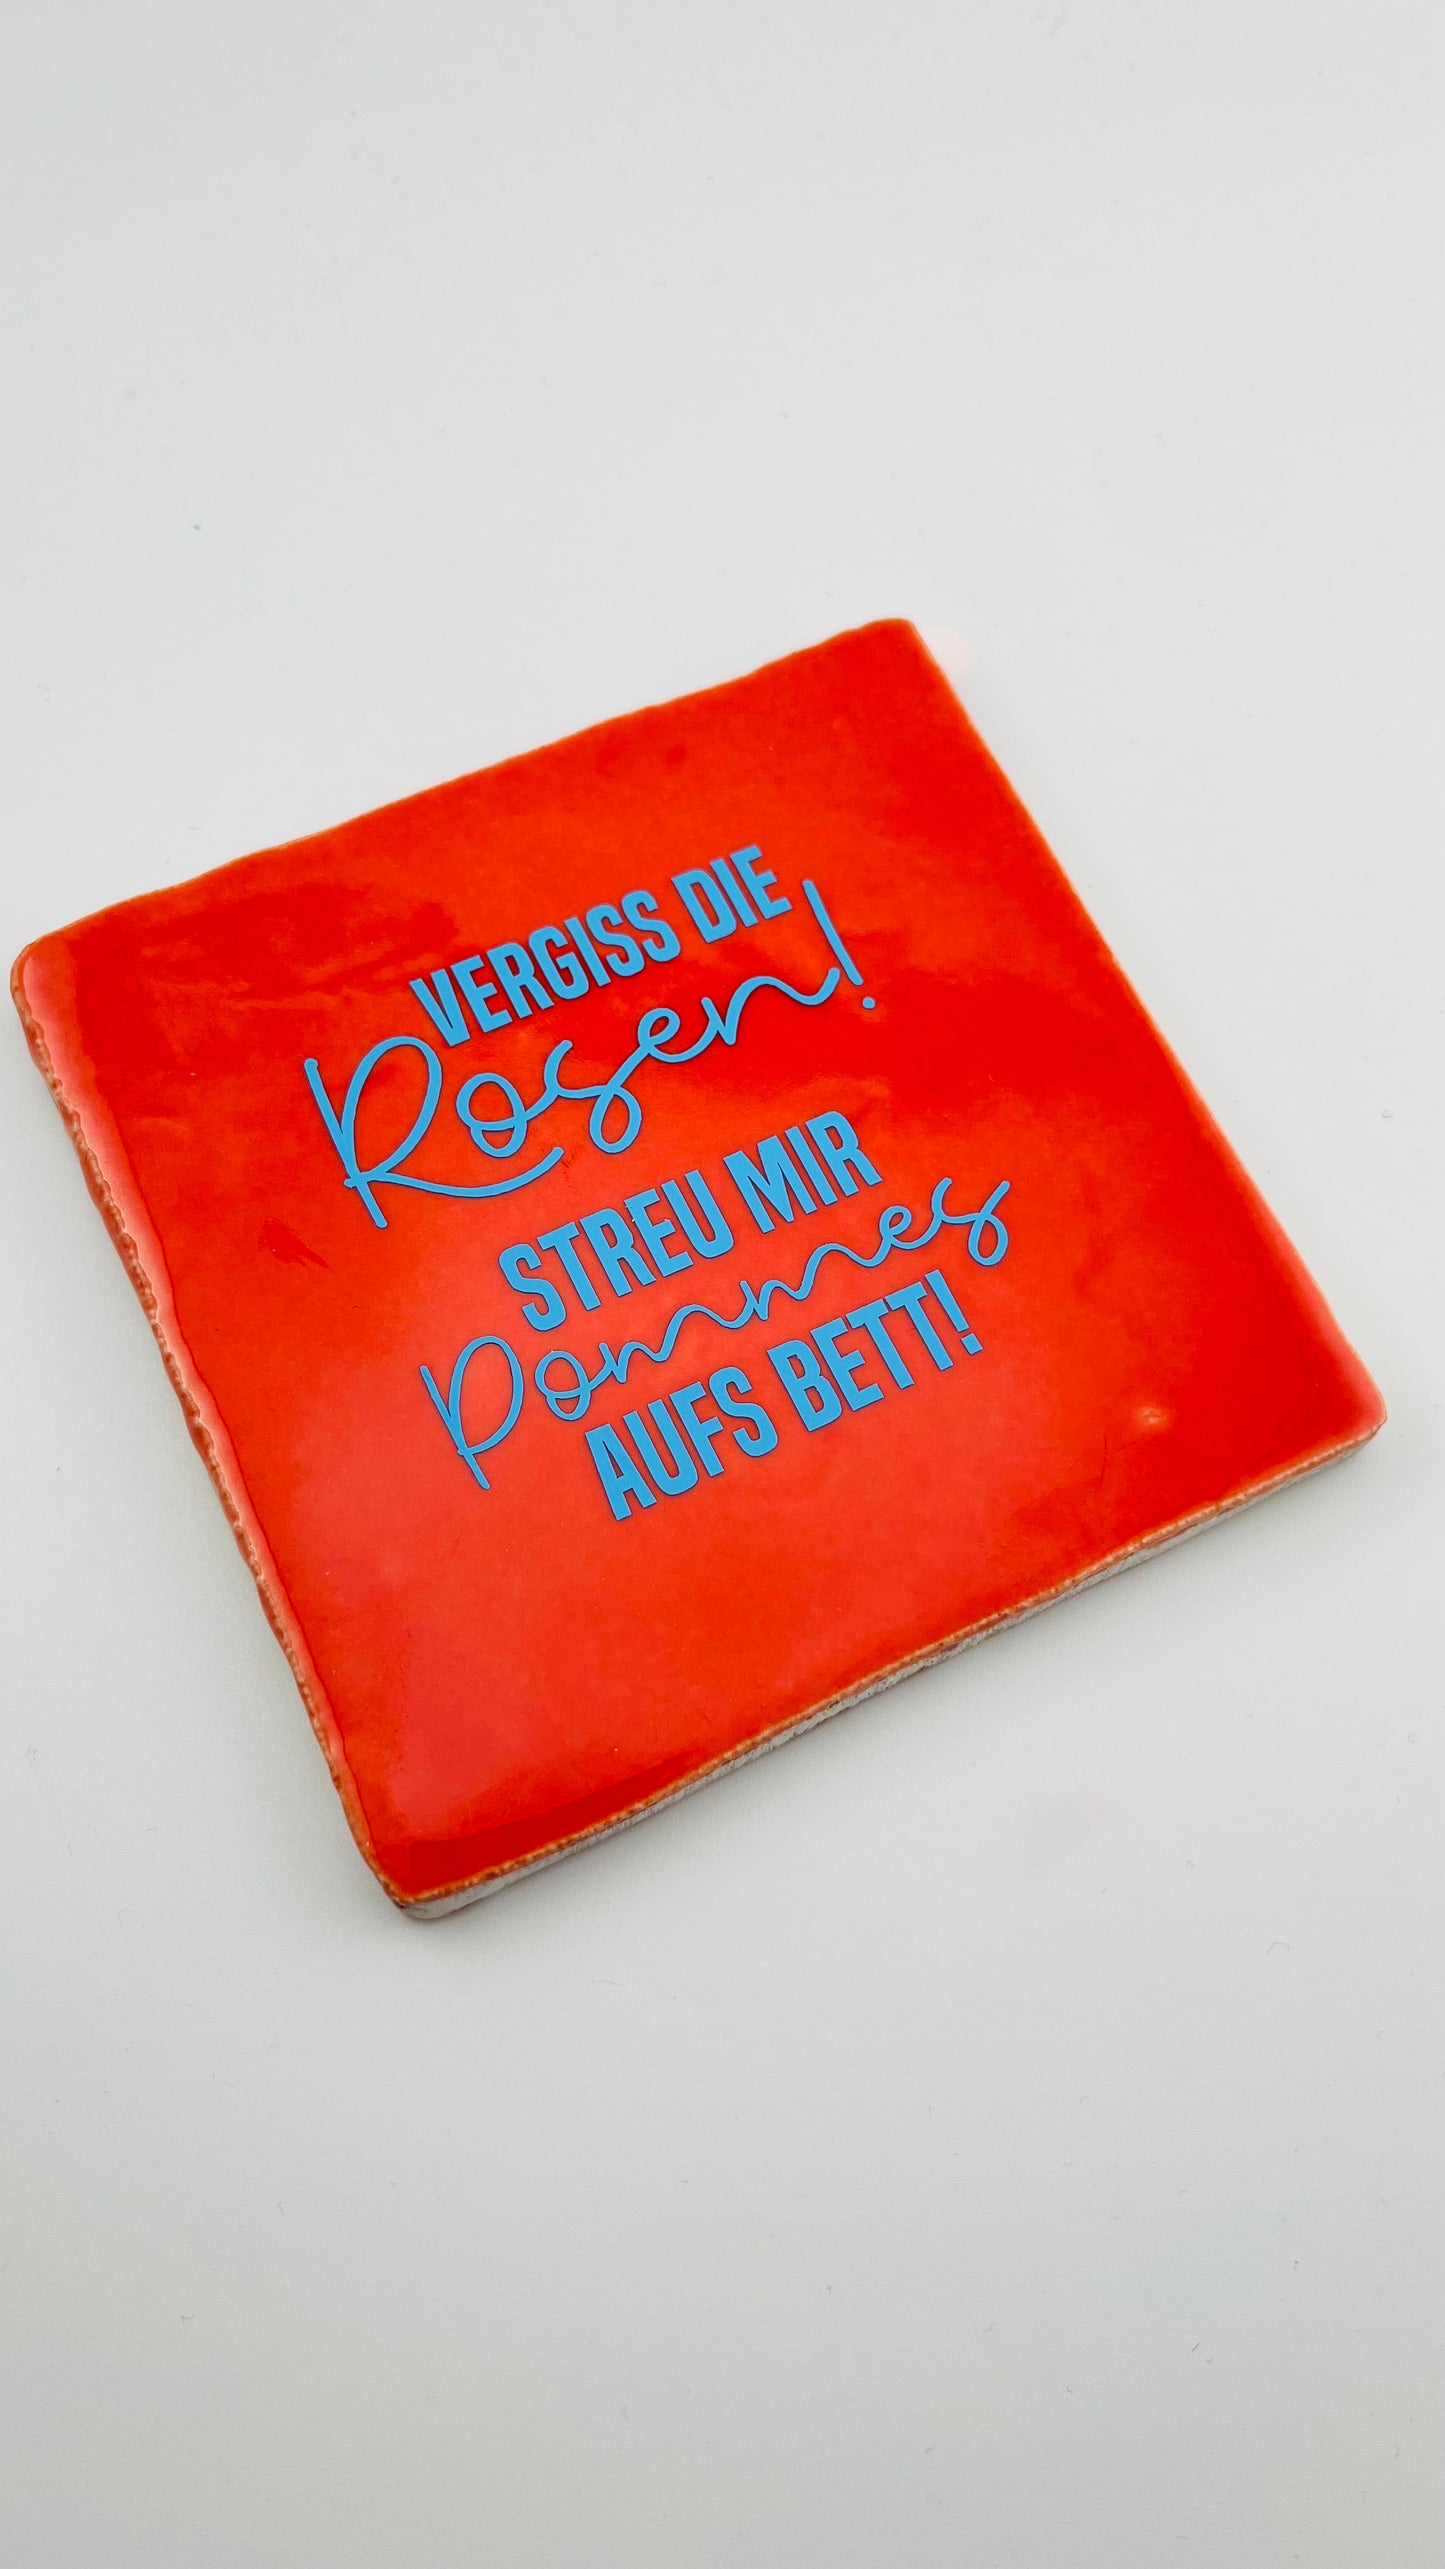 VERGISS DIE
Rosen!
STREU MIR
Pommes
AUFS BETT!